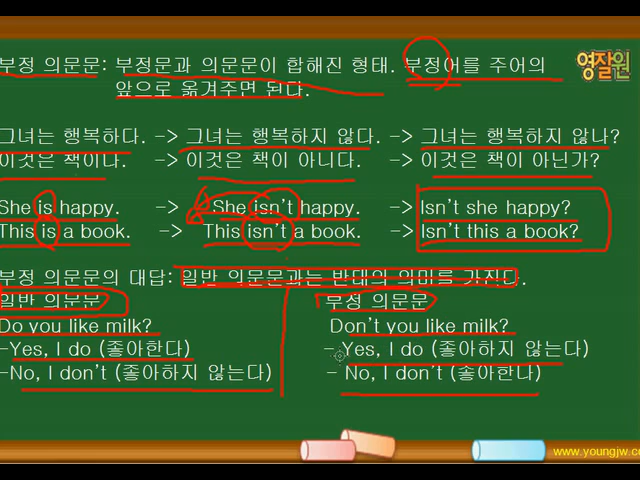 부정 의문문: 부정문과 의문문이 합해진 형태. 부정어를 주어의
앞으로 옮겨주면 된다.
영잘원
그녀는 행복하다. -> 그녀는 행복하지 않다. -> 그녀는 행복하지 않나?
이것은 책이다. -> 이것은 책이 아니다. -> 이것은 책이 아닌가?
She is happy. -> She isn't happy. -> Isn't she happy?
This is a book. -> This isn't a book. -> Isn't this a book?
부정 의문문의 대답: 일반 의문문과는 반대의 의미를 가진다.
일반 의문문 부정 의문문
Do you like milk? Don't you like milk?
-Yes, I do (좋아한다) - Yes, I do (좋아하지 않는다)
-No, I don't (좋아하지 않는다) - No, I don't (좋아한다)
www.youngjw.co